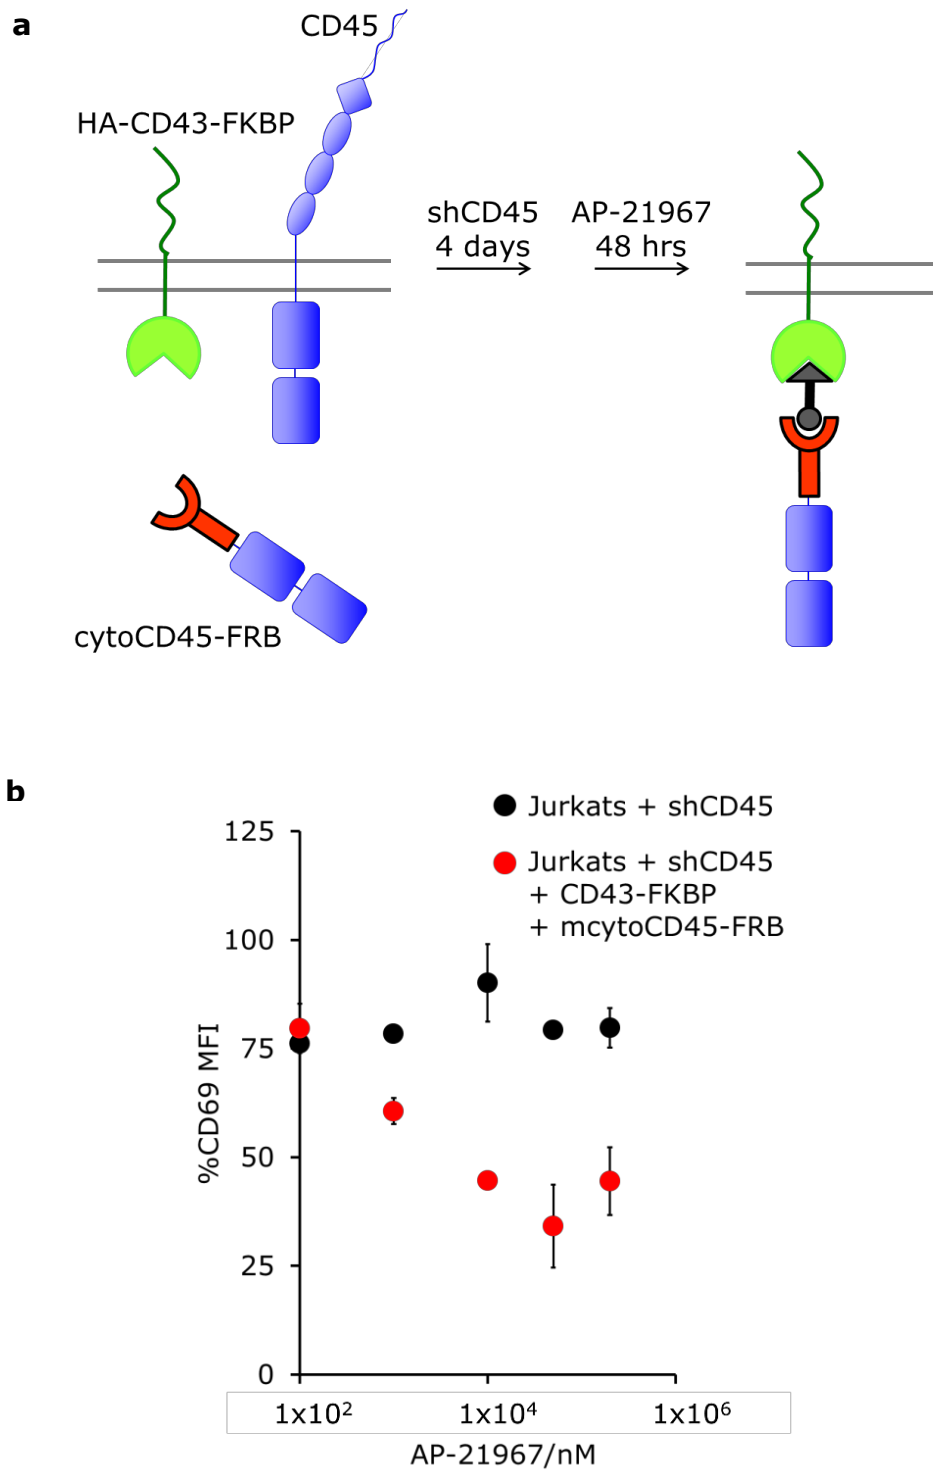 a
CD45
HA-CD43-FKBP
shCD45
4 days
AP-21967
48 hrs
cytoCD45-FRB
b
Jurkats + shCD45
Jurkats + shCD45
+ CD43-FKBP
+ mcytoCD45-FRB
125
100
75
50
25
0
%CD69 MFI
1x10² 1x10⁴ 1x10⁶
AP-21967/nM